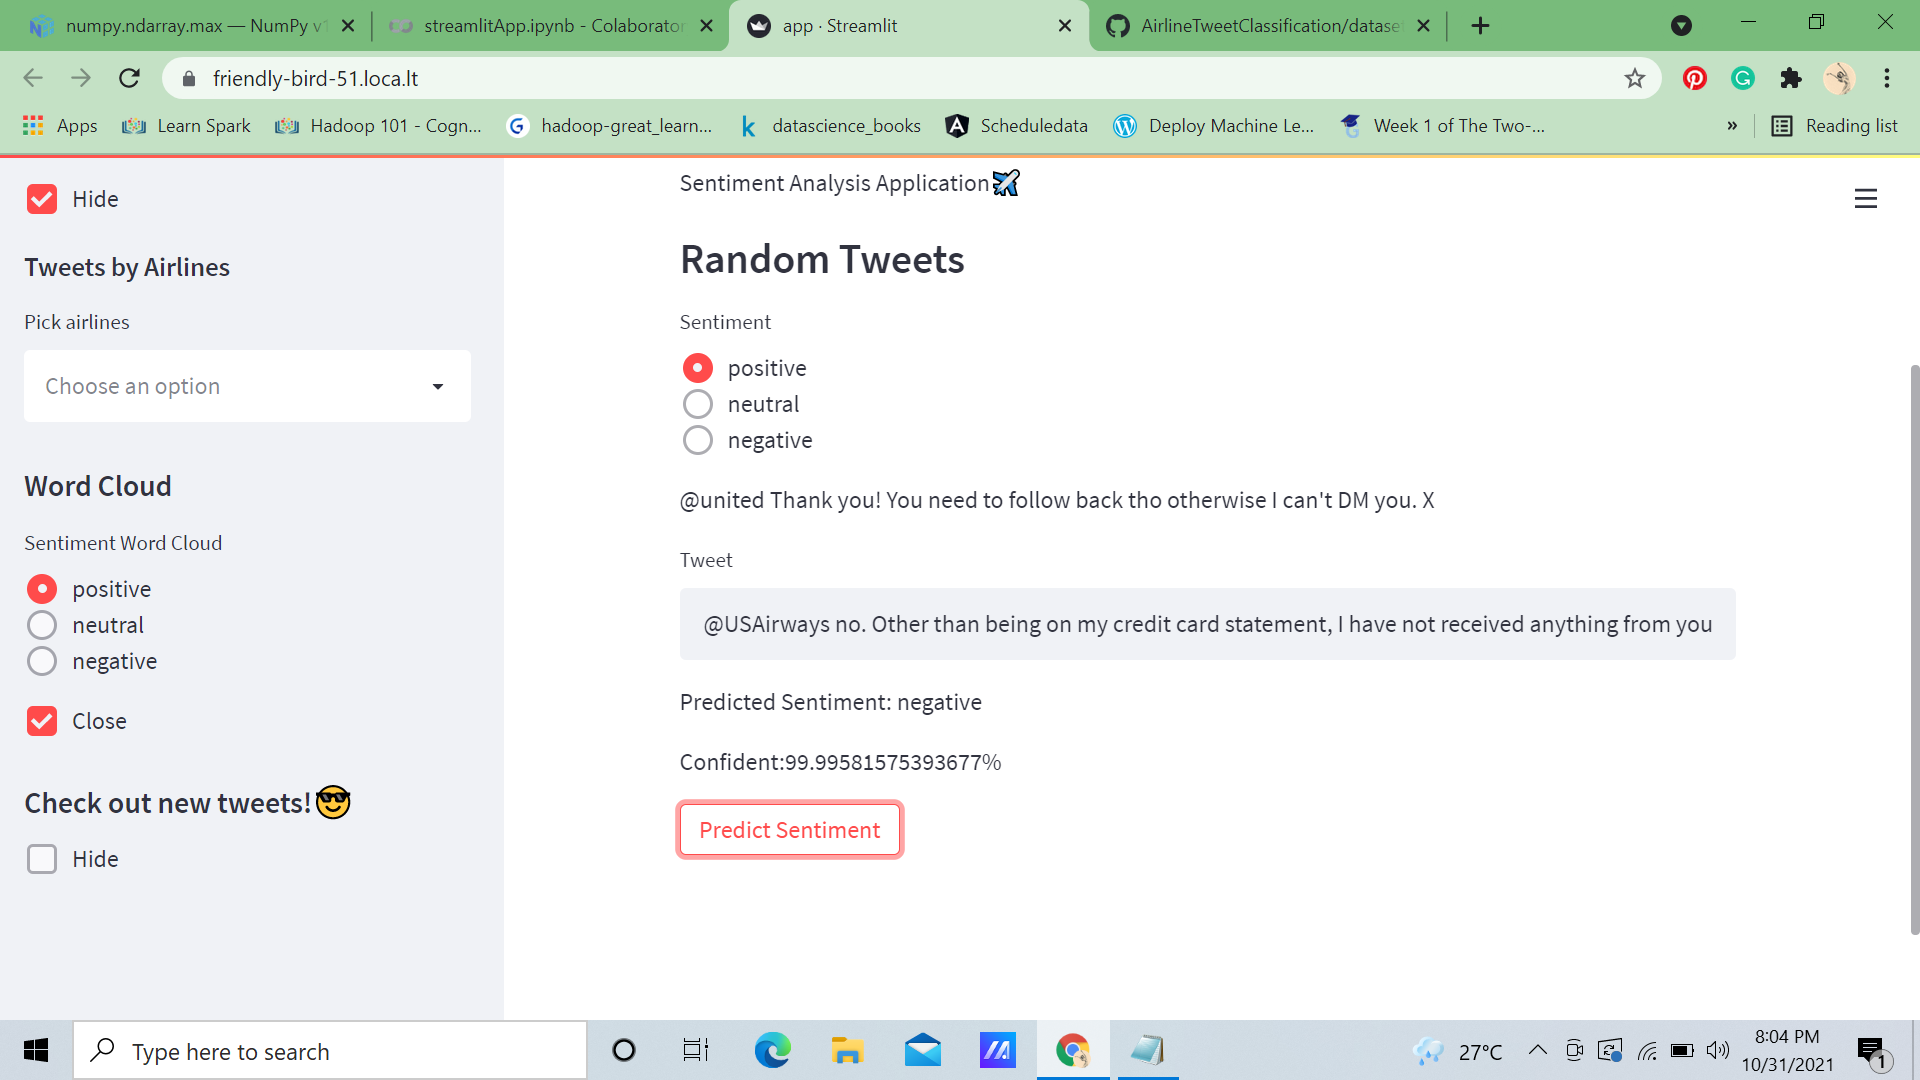 numpy.ndarray.max — NumPy v1
streamlitApp.ipynb - Colaborator
app · Streamlit
AirlineTweetClassification/datase
friendly-bird-51.loca.lt
Apps
Learn Spark
Hadoop 101 - Cogn...
hadoop-great_learn...
datascience_books
Scheduledata
Deploy Machine Le...
Week 1 of The Two-...
»
Reading list
Hide
Tweets by Airlines
Pick airlines
Choose an option
Word Cloud
Sentiment Word Cloud
positive
neutral
negative
Close
Check out new tweets!😎
Hide
Sentiment Analysis Application✈️
Random Tweets
Sentiment
positive
neutral
negative
@united Thank you! You need to follow back tho otherwise I can't DM you. X
Tweet
@USAirways no. Other than being on my credit card statement, I have not received anything from you
Predicted Sentiment: negative
Confident:99.99581575393677%
Predict Sentiment
Type here to search
27°C
8:04 PM
10/31/2021
1